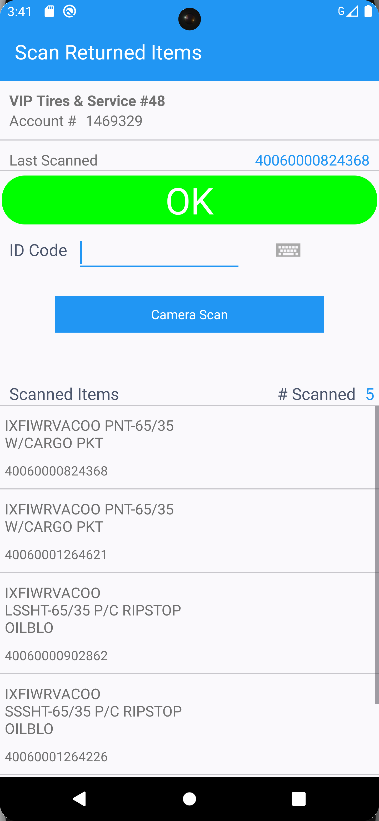 3:41
G
Scan Returned Items
VIP Tires & Service #48
Account # 1469329
Last Scanned 40060000824368
OK
ID Code
Camera Scan
Scanned Items # Scanned 5
IXFIWRVACOO PNT-65/35
W/CARGO PKT
40060000824368
IXFIWRVACOO PNT-65/35
W/CARGO PKT
40060001264621
IXFIWRVACOO
LSSHT-65/35 P/C RIPSTOP
OILBLO
40060000902862
IXFIWRVACOO
SSSHT-65/35 P/C RIPSTOP
OILBLO
40060001264226